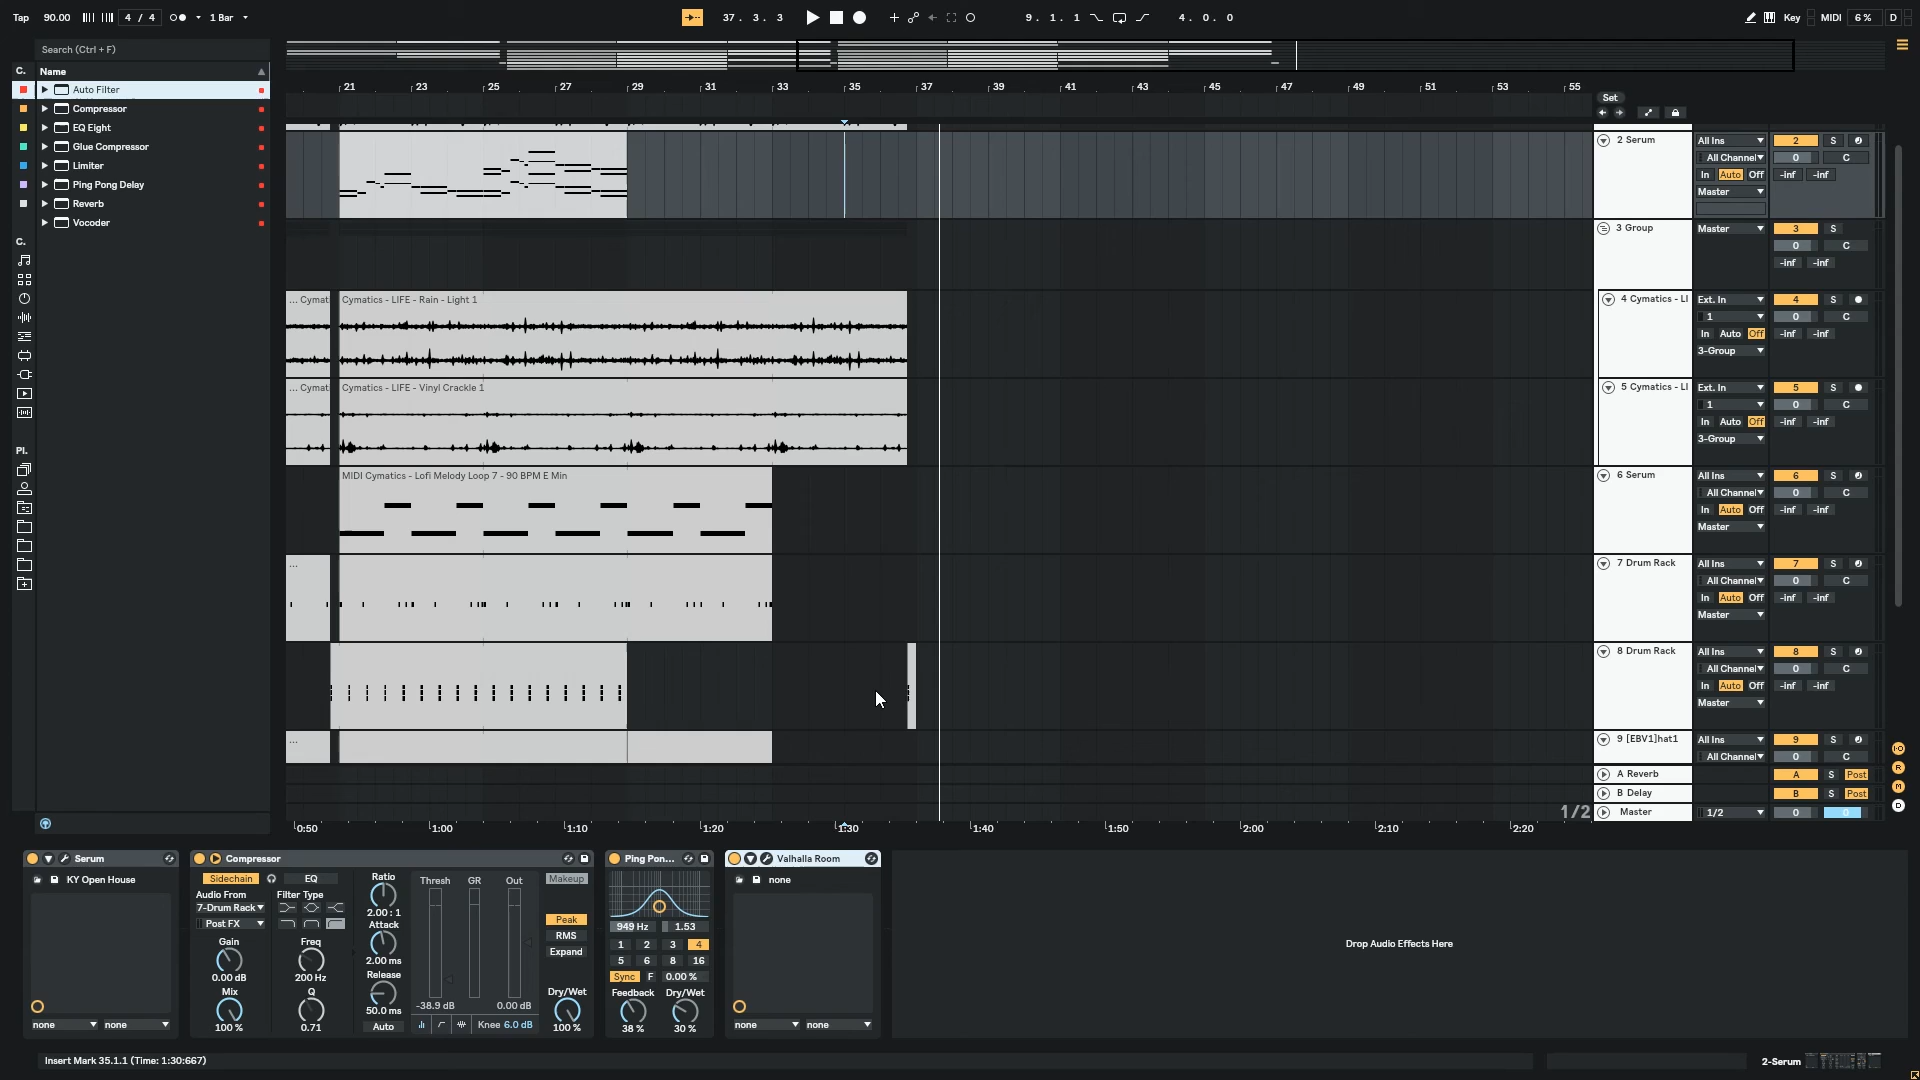 Tap 90.00 4 / 4 1 Bar 37 . 3 . 3 9 . 1 . 1 4 . 0 . 0 Key MIDI 6 % D
Search (Ctrl + F)
C. Name
Auto Filter
Compressor
EQ Eight
Glue Compressor
Limiter
Ping Pong Delay
Reverb
Vocoder
C.
Pl.
21 23 25 27 29 31 33 35 37 39 41 43 45 47 49 51 53 55
Set
2 Serum All Ins 2 S
All Channel 0 C
In Auto Off -inf -inf
Master
3 Group Master 3 S
0 C
-inf -inf
... Cymat Cymatics - LIFE - Rain - Light 1 4 Cymatics - LI Ext. In 4 S
1 0 C
In Auto Off -inf -inf
3-Group
... Cymat Cymatics - LIFE - Vinyl Crackle 1 5 Cymatics - LI Ext. In 5 S
1 0 C
In Auto Off -inf -inf
3-Group
MIDI Cymatics - Lofi Melody Loop 7 - 90 BPM E Min 6 Serum All Ins 6 S
All Channel 0 C
In Auto Off -inf -inf
Master
... 7 Drum Rack All Ins 7 S
All Channel 0 C
In Auto Off -inf -inf
Master
8 Drum Rack All Ins 8 S
All Channel 0 C
In Auto Off -inf -inf
Master
... 9 [EBV1]hat1 All Ins 9 S
All Channel 0 C
A Reverb A S Post
B Delay B S Post
1/2 Master 1/2 0 0
I·O
R
M
D
0:50 1:00 1:10 1:20 1:30 1:40 1:50 2:00 2:10 2:20
Serum
KY Open House
none none
Compressor
Sidechain EQ
Audio From Filter Type
7-Drum Rack
Post FX
Gain Freq
0.00 dB 200 Hz
Mix Q
100 % 0.71
Ratio
2.00 : 1
Attack
2.00 ms
Release
50.0 ms
Auto
Thresh GR Out
-38.9 dB 0.00 dB
Knee 6.0 dB
Makeup
Peak
RMS
Expand
Dry/Wet
100 %
Ping Pon...
949 Hz 1.53
1 2 3 4
5 6 8 16
Sync F 0.00 %
Feedback Dry/Wet
38 % 30 %
Valhalla Room
none
none none
Drop Audio Effects Here
Insert Mark 35.1.1 (Time: 1:30:667)
2-Serum